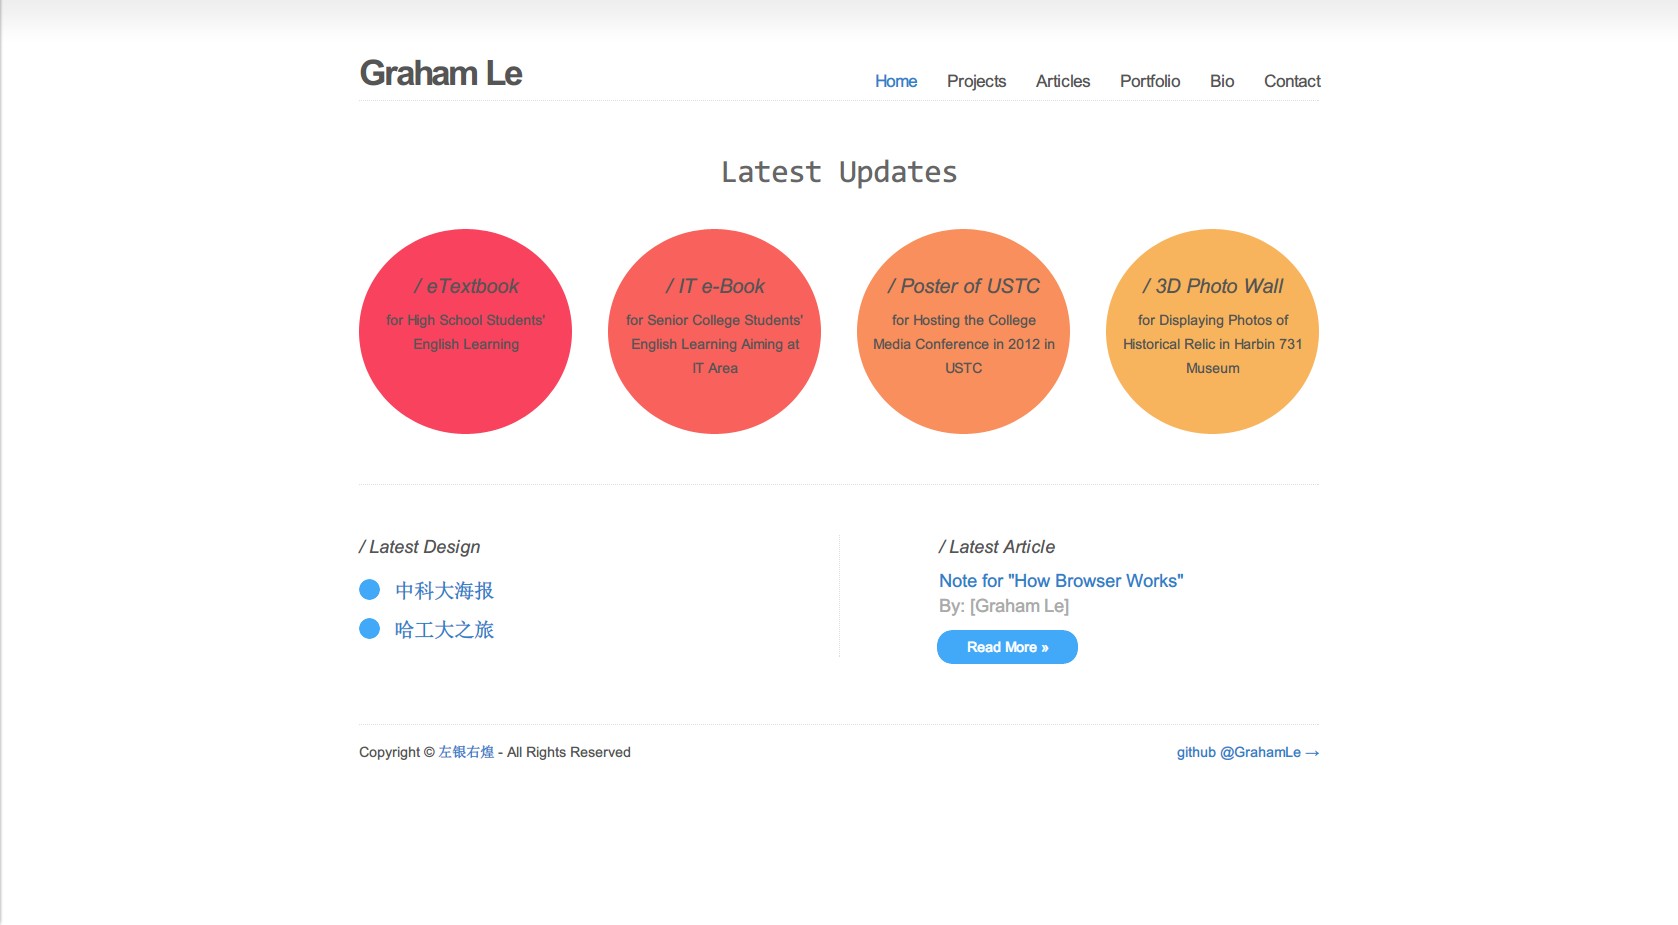 Graham Le
Home Projects Articles Portfolio Bio Contact
Latest Updates
/ eTextbook
for High School Students'
English Learning
/ IT e-Book
for Senior College Students'
English Learning Aiming at
IT Area
/ Poster of USTC
for Hosting the College
Media Conference in 2012 in
USTC
/ 3D Photo Wall
for Displaying Photos of
Historical Relic in Harbin 731
Museum
/ Latest Design
中科大海报
哈工大之旅
/ Latest Article
Note for "How Browser Works"
By: [Graham Le]
Read More »
Copyright © 左银右煌 - All Rights Reserved
github @GrahamLe →